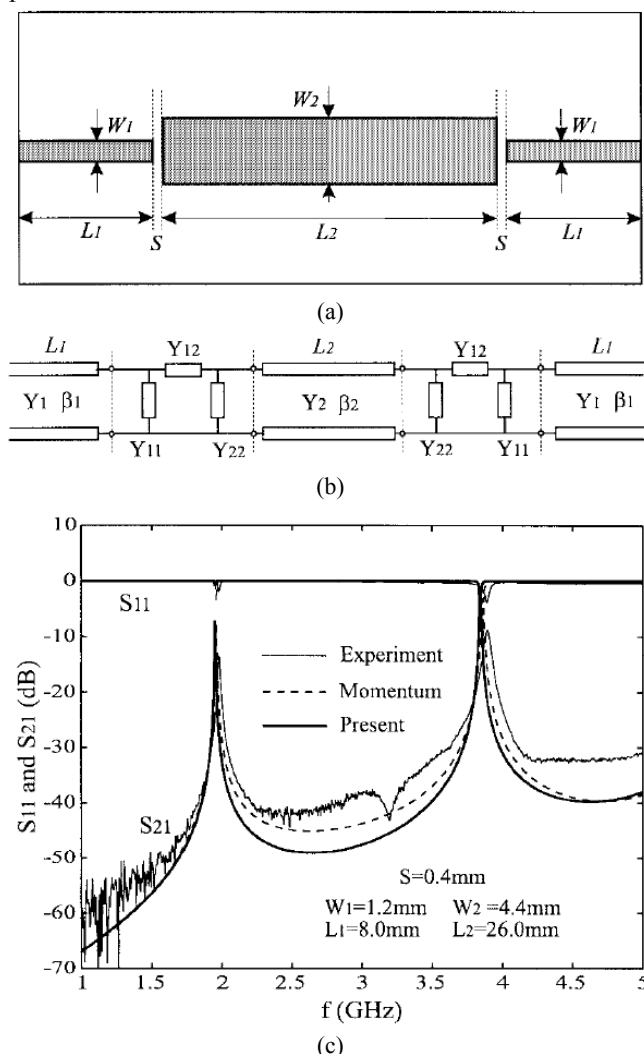 W1
W2
W1
L1
S
L2
S
L1
(a)
L1
Y12
L2
Y12
L1
Y1 β1
Y2 β2
Y1 β1
Y11
Y22
Y22
Y11
(b)
10
0
-10
-20
-30
-40
-50
-60
-70
S11 and S21 (dB)
S11
Experiment
Momentum
Present
S21
S=0.4mm
W1=1.2mm W2 =4.4mm
L1=8.0mm L2=26.0mm
1 1.5 2 2.5 3 3.5 4 4.5 5
f (GHz)
(c)